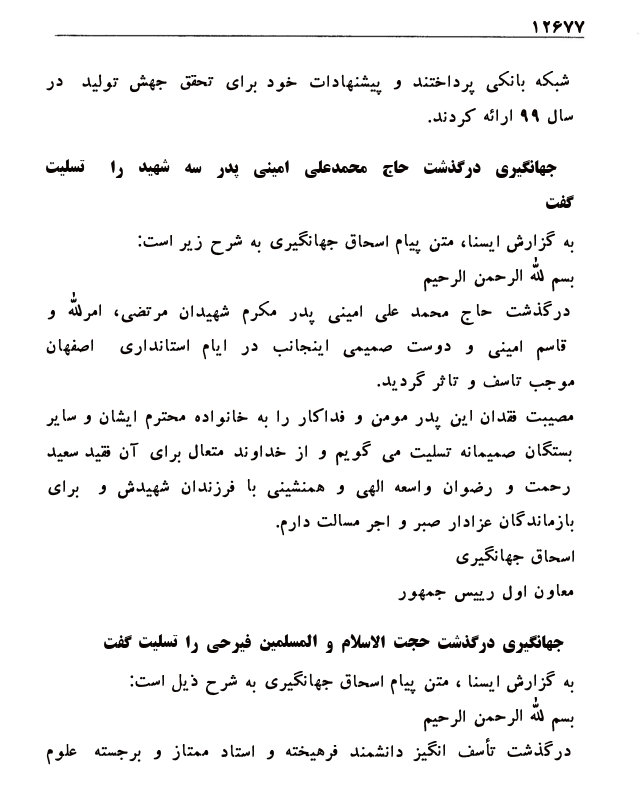 ۱۲۶۷۷
شبکه بانکی پرداختند و پیشنهادات خود برای تحقق جهش تولید در
سال ۹۹ ارائه کردند.
جهانگیری درگذشت حاج محمدعلی امینی پدر سه شهید را تسلیت
گفت
به گزارش ایسنا، متن پیام اسحاق جهانگیری به شرح زیر است:
بسم لله الرحمن الرحیم
درگذشت حاج محمد علی امینی پدر مکرم شهیدان مرتضی، امرلله و
قاسم امینی و دوست صمیمی اینجانب در ایام استانداری اصفهان
موجب تاسف و تاثر گردید.
مصیبت فقدان این پدر مومن و فداکار را به خانواده محترم ایشان و سایر
بستگان صمیمانه تسلیت می گویم و از خداوند متعال برای آن فقید سعید
رحمت و رضوان واسعه الهی و همنشینی با فرزندان شهیدش و برای
بازماندگان عزادار صبر و اجر مسالت دارم.
اسحاق جهانگیری
معاون اول رییس جمهور
جهانگیری درگذشت حجت الاسلام و المسلمین فیرحی را تسلیت گفت
به گزارش ایسنا ، متن پیام اسحاق جهانگیری به شرح ذیل است:
بسم لله الرحمن الرحیم
درگذشت تأسف انگیز دانشمند فرهیخته و استاد ممتاز و برجسته علوم